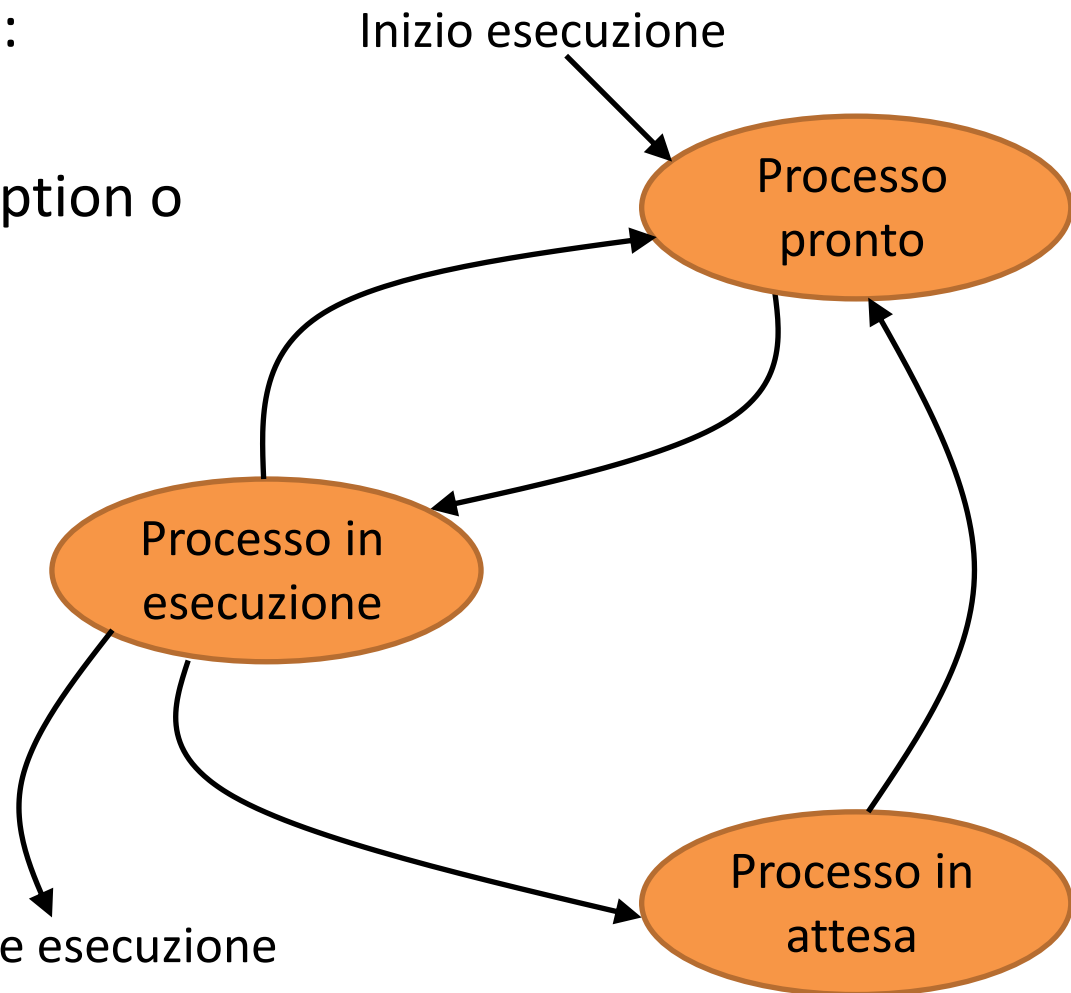 :
Inizio esecuzione
Processo
pronto
ption o
Processo in
esecuzione
Processo in
attesa
e esecuzione